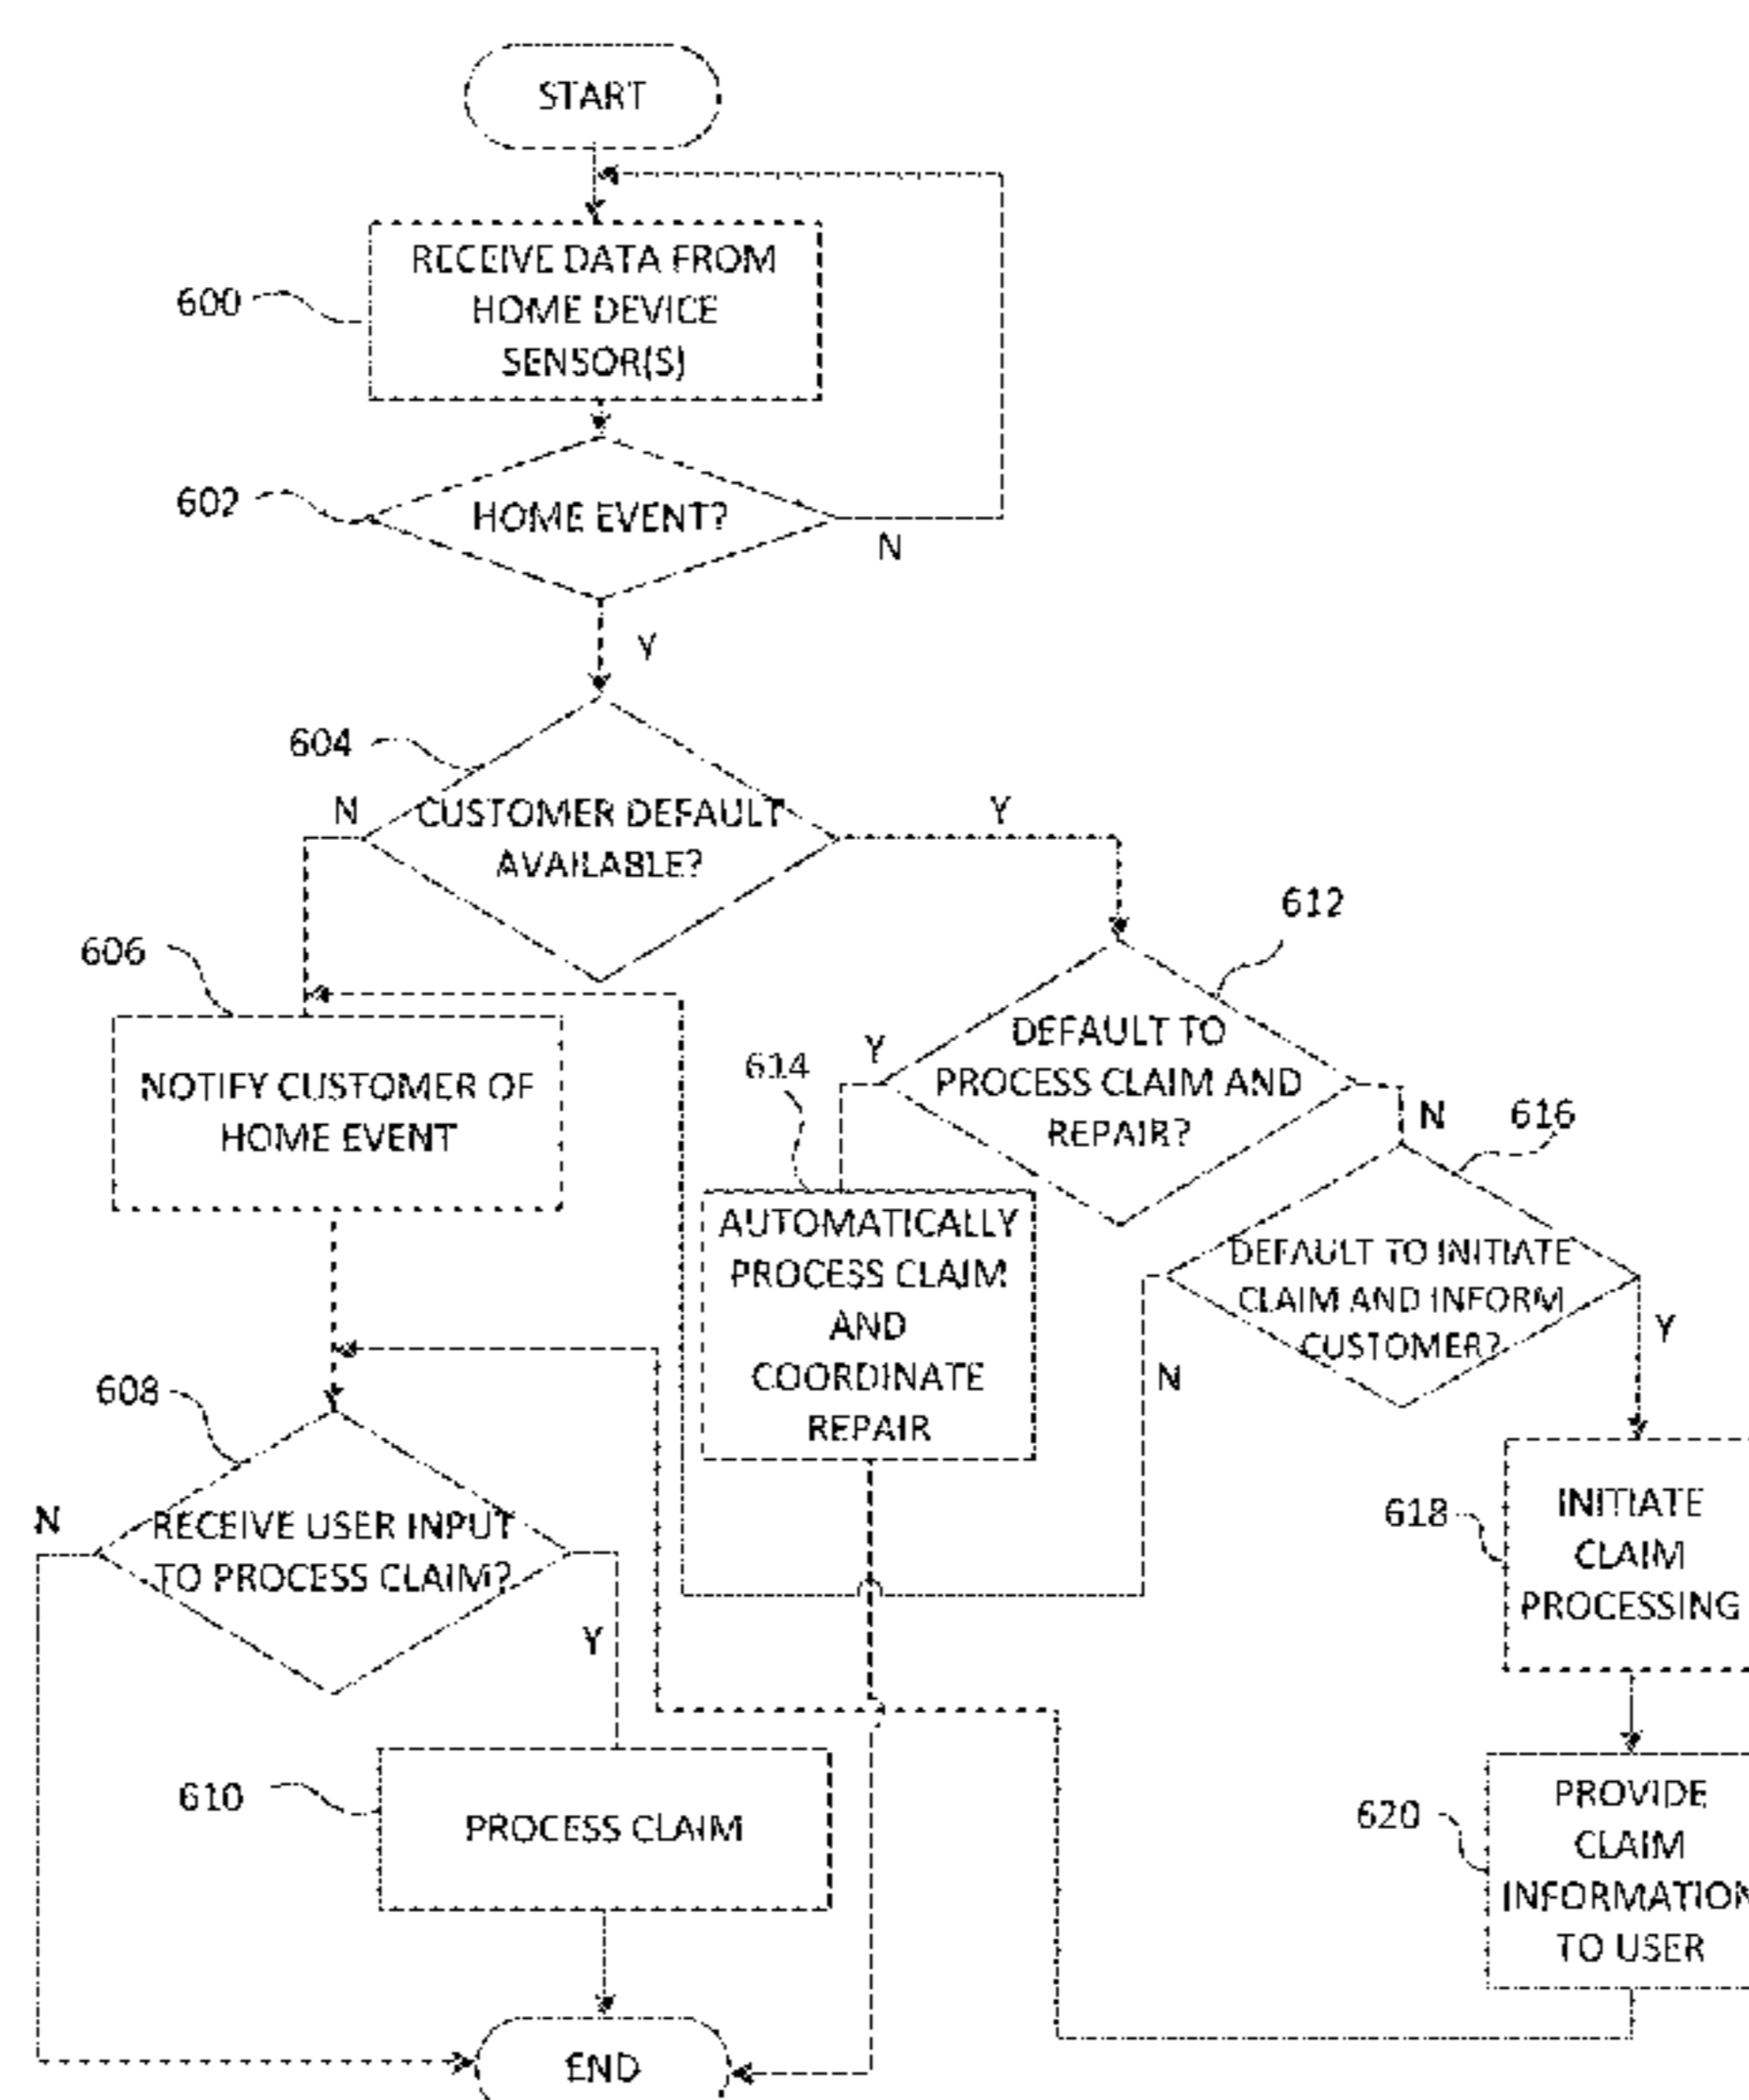 START
RECEIVE DATA FROM
HOME DEVICE
SENSOR(S)
600
HOME EVENT?
602
N
Y
604
N
CUSTOMER DEFAULT
AVAILABLE?
Y
612
606
NOTIFY CUSTOMER OF
HOME EVENT
Y
DEFAULT TO
PROCESS CLAIM AND
REPAIR?
N
614
AUTOMATICALLY
PROCESS CLAIM
AND
COORDINATE
REPAIR
616
DEFAULT TO INITIATE
CLAIM AND INFORM
CUSTOMER?
N
Y
608
N
RECEIVE USER INPUT
TO PROCESS CLAIM?
Y
618
INITIATE
CLAIM
PROCESSING
610
PROCESS CLAIM
620
PROVIDE
CLAIM
INFORMATION
TO USER
END